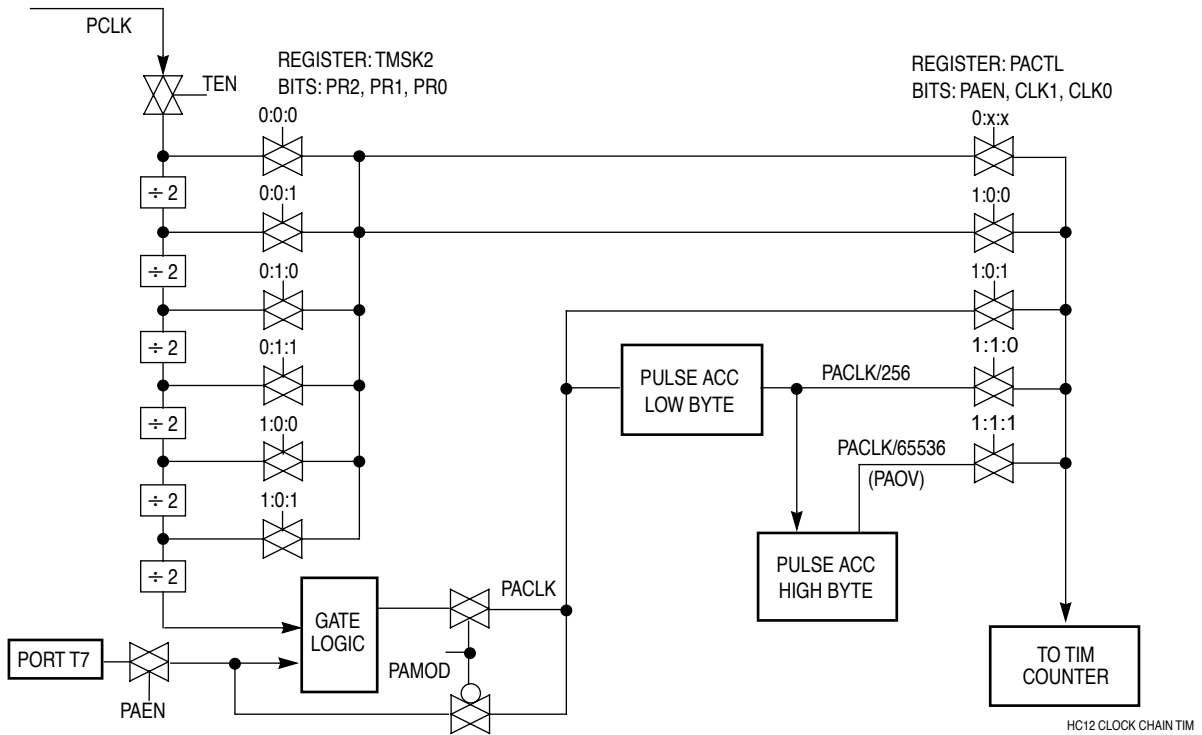 PCLK
REGISTER: TMSK2
BITS: PR2, PR1, PR0
REGISTER: PACTL
BITS: PAEN, CLK1, CLK0
TEN
0:0:0
0:x:x
÷ 2
0:0:1
1:0:0
÷ 2
0:1:0
1:0:1
÷ 2
0:1:1
1:1:0
PULSE ACC
LOW BYTE
PACLK/256
÷ 2
1:0:0
1:1:1
PACLK/65536
(PAOV)
÷ 2
1:0:1
÷ 2
PULSE ACC
HIGH BYTE
GATE
LOGIC
PACLK
PORT T7
PAMOD
PAEN
TO TIM
COUNTER
HC12 CLOCK CHAIN TIM